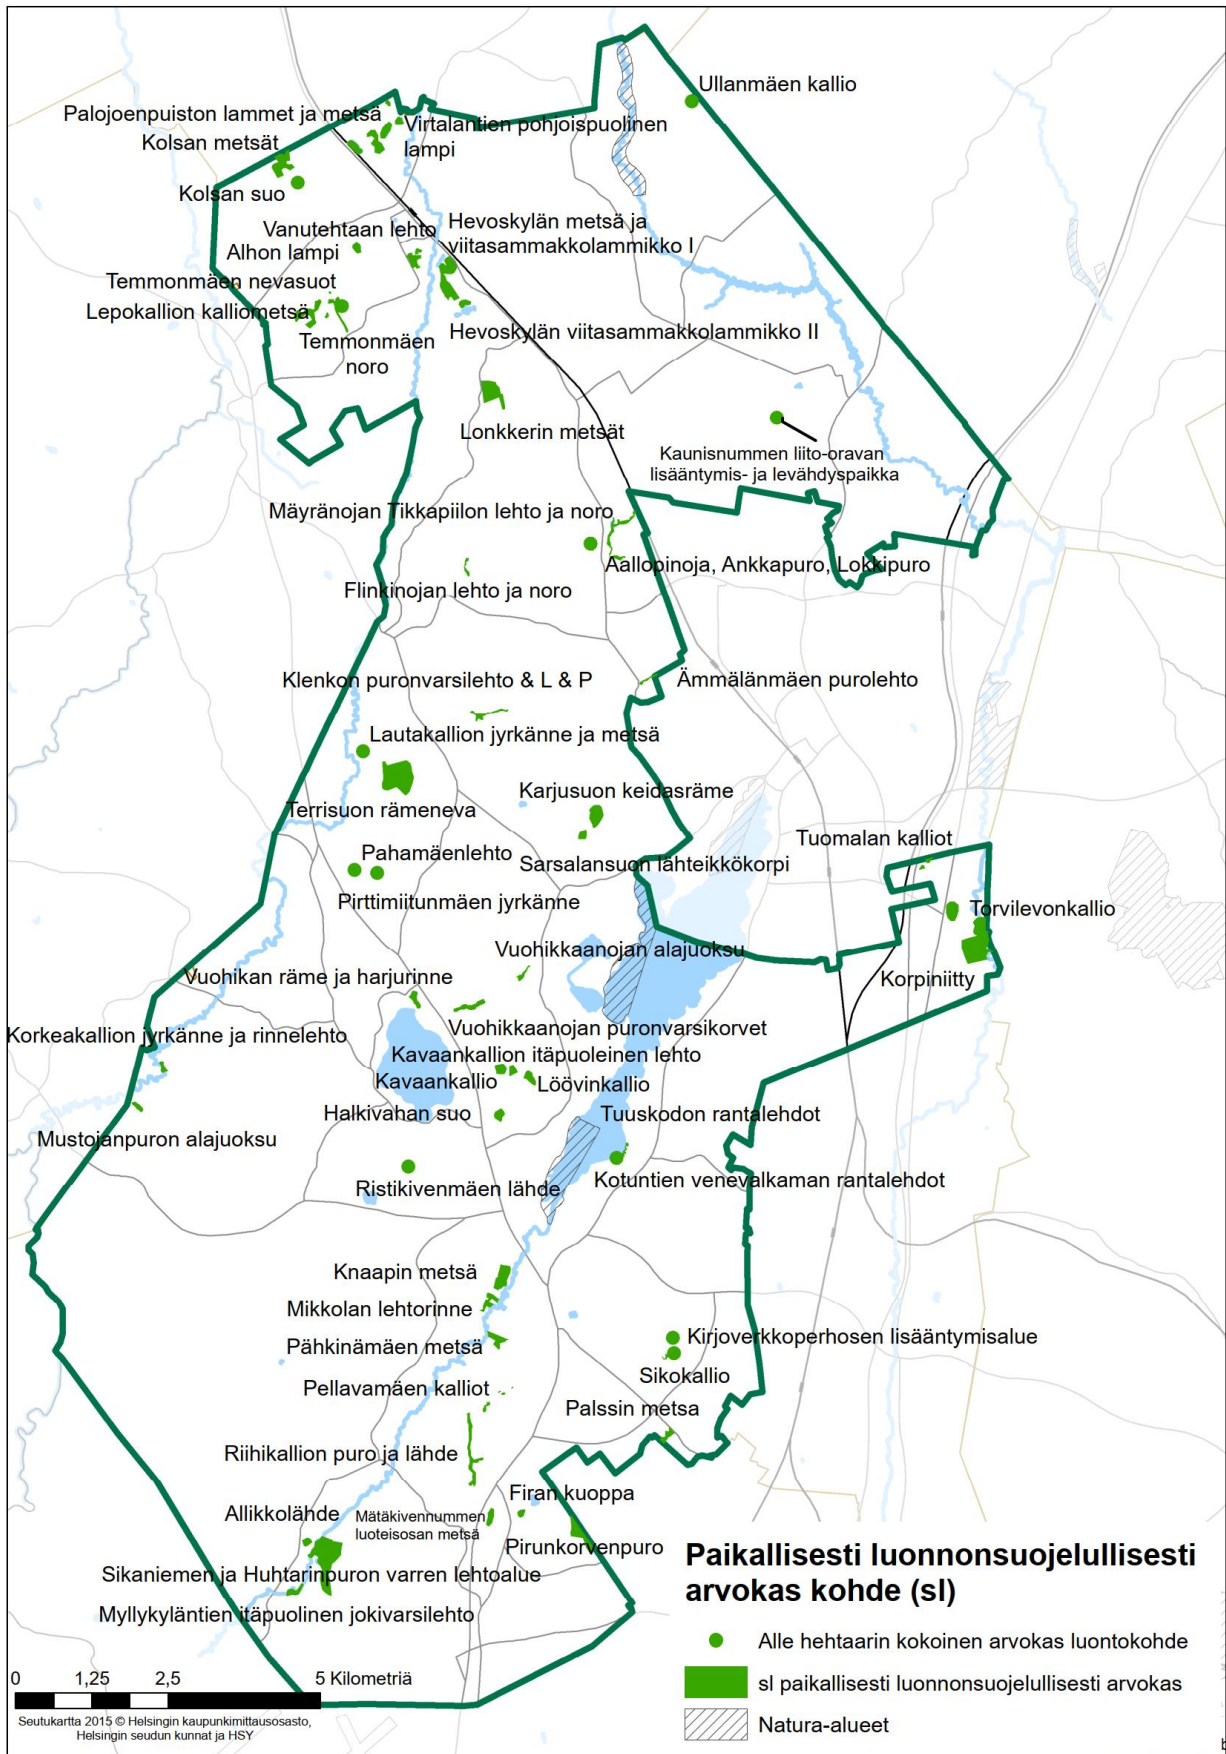 Ullanmäen kallio
Palojoenpuiston lammet ja metsä
Virtalantien pohjoispuolinen
lampi
Kolsan metsät
Kolsan suo
Vanutehtaan lehto
Hevoskylän metsä ja
viitasammakkolammikko I
Alhon lampi
Temmonmäen nevasuot
Lepokallion kalliometsä
Temmonmäen
noro
Hevoskylän viitasammakkolammikko II
Lonkkerin metsät
Kaunisnummen liito-oravan
lisääntymis- ja levähdyspaikka
Mäyränojan Tikkapiilon lehto ja noro
Aallopinoja, Ankkapuro, Lokkipuro
Flinkinojan lehto ja noro
Klenkon puronvarsilehto & L & P
Ämmälänmäen purolehto
Lautakallion jyrkänne ja metsä
Karjusuon keidasräme
Terrisuon rämeneva
Tuomalan kalliot
Pahamäenlehto
Sarsalansuon lähteikkökorpi
Pirttimiitunmäen jyrkänne
Torvilevonkallio
Vuohikkaanojan alajuoksu
Vuohikan räme ja harjurinne
Korpiniitty
Korkeakallion jyrkänne ja rinnelehto
Vuohikkaanojan puronvarsikorvet
Kavaankallion itäpuoleinen lehto
Kavaankallio
Löövinkallio
Halkivahan suo
Tuuskodon rantalehdot
Mustojanpuron alajuoksu
Ristikivenmäen lähde
Kotuntien venevalkaman rantalehdot
Knaapin metsä
Mikkolan lehtorinne
Pähkinämäen metsä
Kirjoverkkoperhosen lisääntymisalue
Sikokallio
Pellavamäen kalliot
Palssin metsa
Riihikallion puro ja lähde
Firan kuoppa
Allikkolähde
Mätäkivennummen
luoteisosan metsä
Pirunkorvenpuro
Sikaniemen ja Huhtarinpuron varren lehtoalue
Myllykyläntien itäpuolinen jokivarsilehto
Paikallisesti luonnonsuojelullisesti
arvokas kohde (sl)
Alle hehtaarin kokoinen arvokas luontokohde
sl paikallisesti luonnonsuojelullisesti arvokas
Natura-alueet
0 1,25 2,5 5 Kilometriä
Seutukartta 2015 © Helsingin kaupunkimittausosasto,
Helsingin seudun kunnat ja HSY